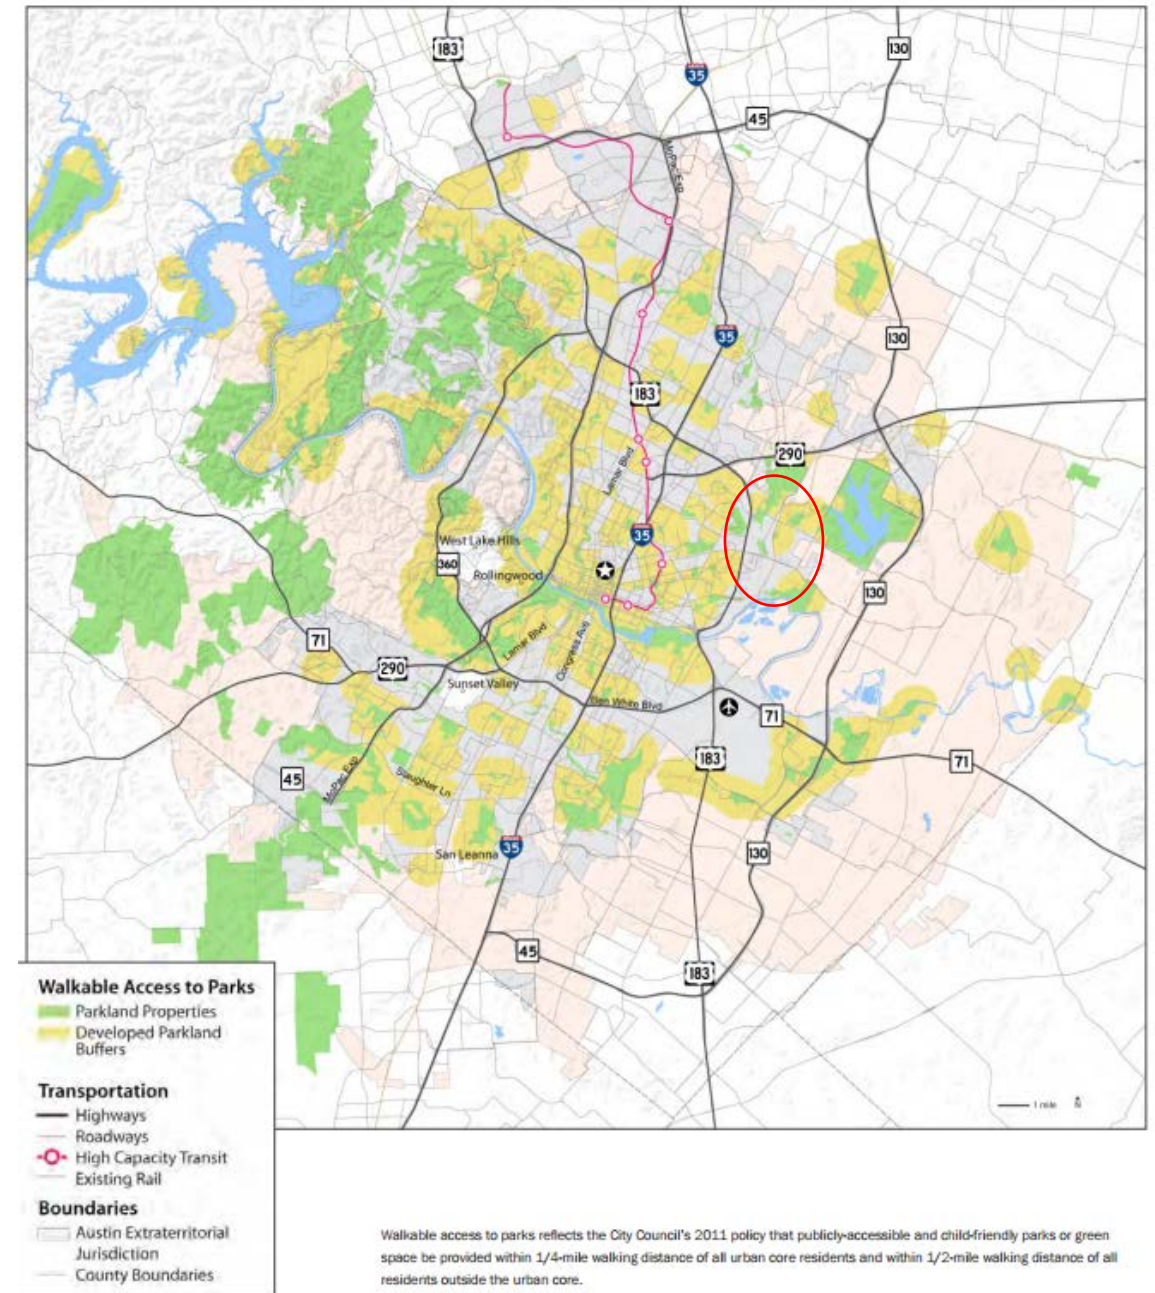 183
35
130
45
MoPac Exp
35
130
183
290
Lamar Blvd
West Lake Hills
35
360
Rollingwood
130
71
Lamar Blvd
Congress Ave
290
Sunset Valley
Ben White Blvd
71
183
71
45
MoPac Exp
Slaughter Ln
San Leanna
35
130
45
183
1 mile
N
Walkable Access to Parks
Parkland Properties
Developed Parkland
Buffers
Transportation
Highways
Roadways
High Capacity Transit
Existing Rail
Boundaries
Austin Extraterritorial
Jurisdiction
County Boundaries
Walkable access to parks reflects the City Council's 2011 policy that publicly-accessible and child-friendly parks or green
space be provided within 1/4-mile walking distance of all urban core residents and within 1/2-mile walking distance of all
residents outside the urban core.